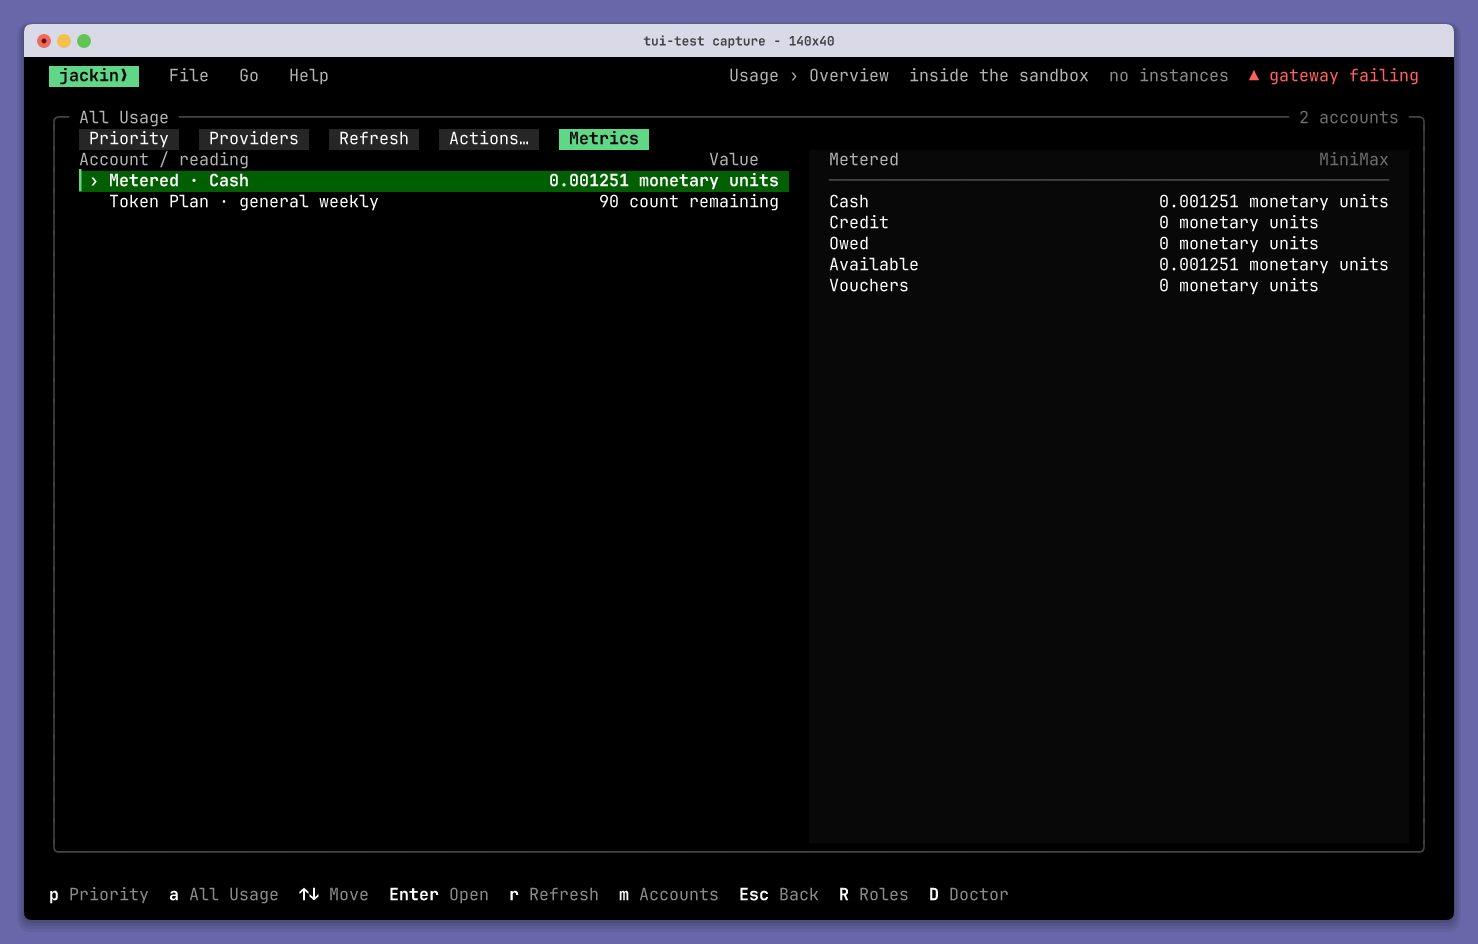 tui-test capture - 140x40
jackin❯ File Go Help Usage › Overview inside the sandbox no instances ▲ gateway failing
All Usage 2 accounts
Priority Providers Refresh Actions… Metrics
Account / reading Value Metered MiniMax
› Metered · Cash 0.001251 monetary units
Token Plan · general weekly 90 count remaining Cash 0.001251 monetary units
Credit 0 monetary units
Owed 0 monetary units
Available 0.001251 monetary units
Vouchers 0 monetary units
p Priority a All Usage ↑↓ Move Enter Open r Refresh m Accounts Esc Back R Roles D Doctor